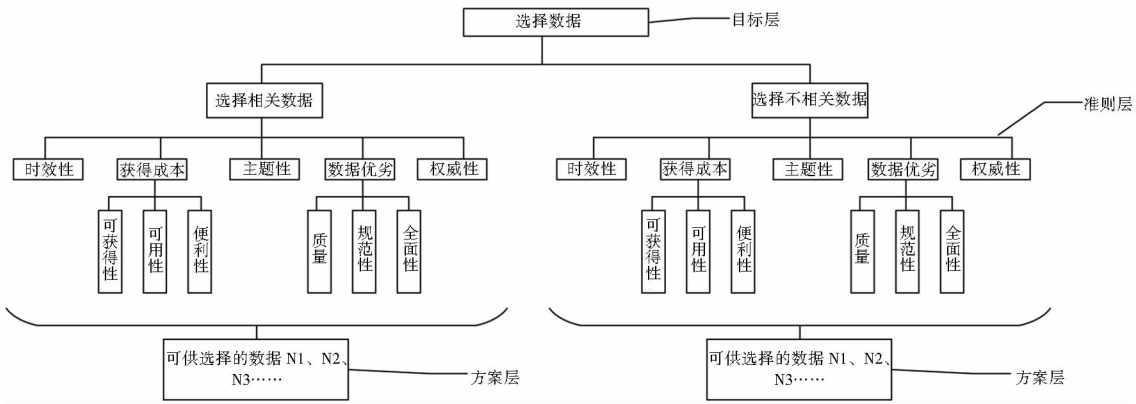 选择数据
目标层
选择相关数据
选择不相关数据
准则层
时效性
获得成本
主题性
数据优劣
权威性
时效性
获得成本
主题性
数据优劣
权威性
可获得性
可用性
便利性
质量
规范性
全面性
可获得性
可用性
便利性
质量
规范性
全面性
可供选择的数据 N1、N2、
N3……
方案层
可供选择的数据 N1、N2、
N3……
方案层